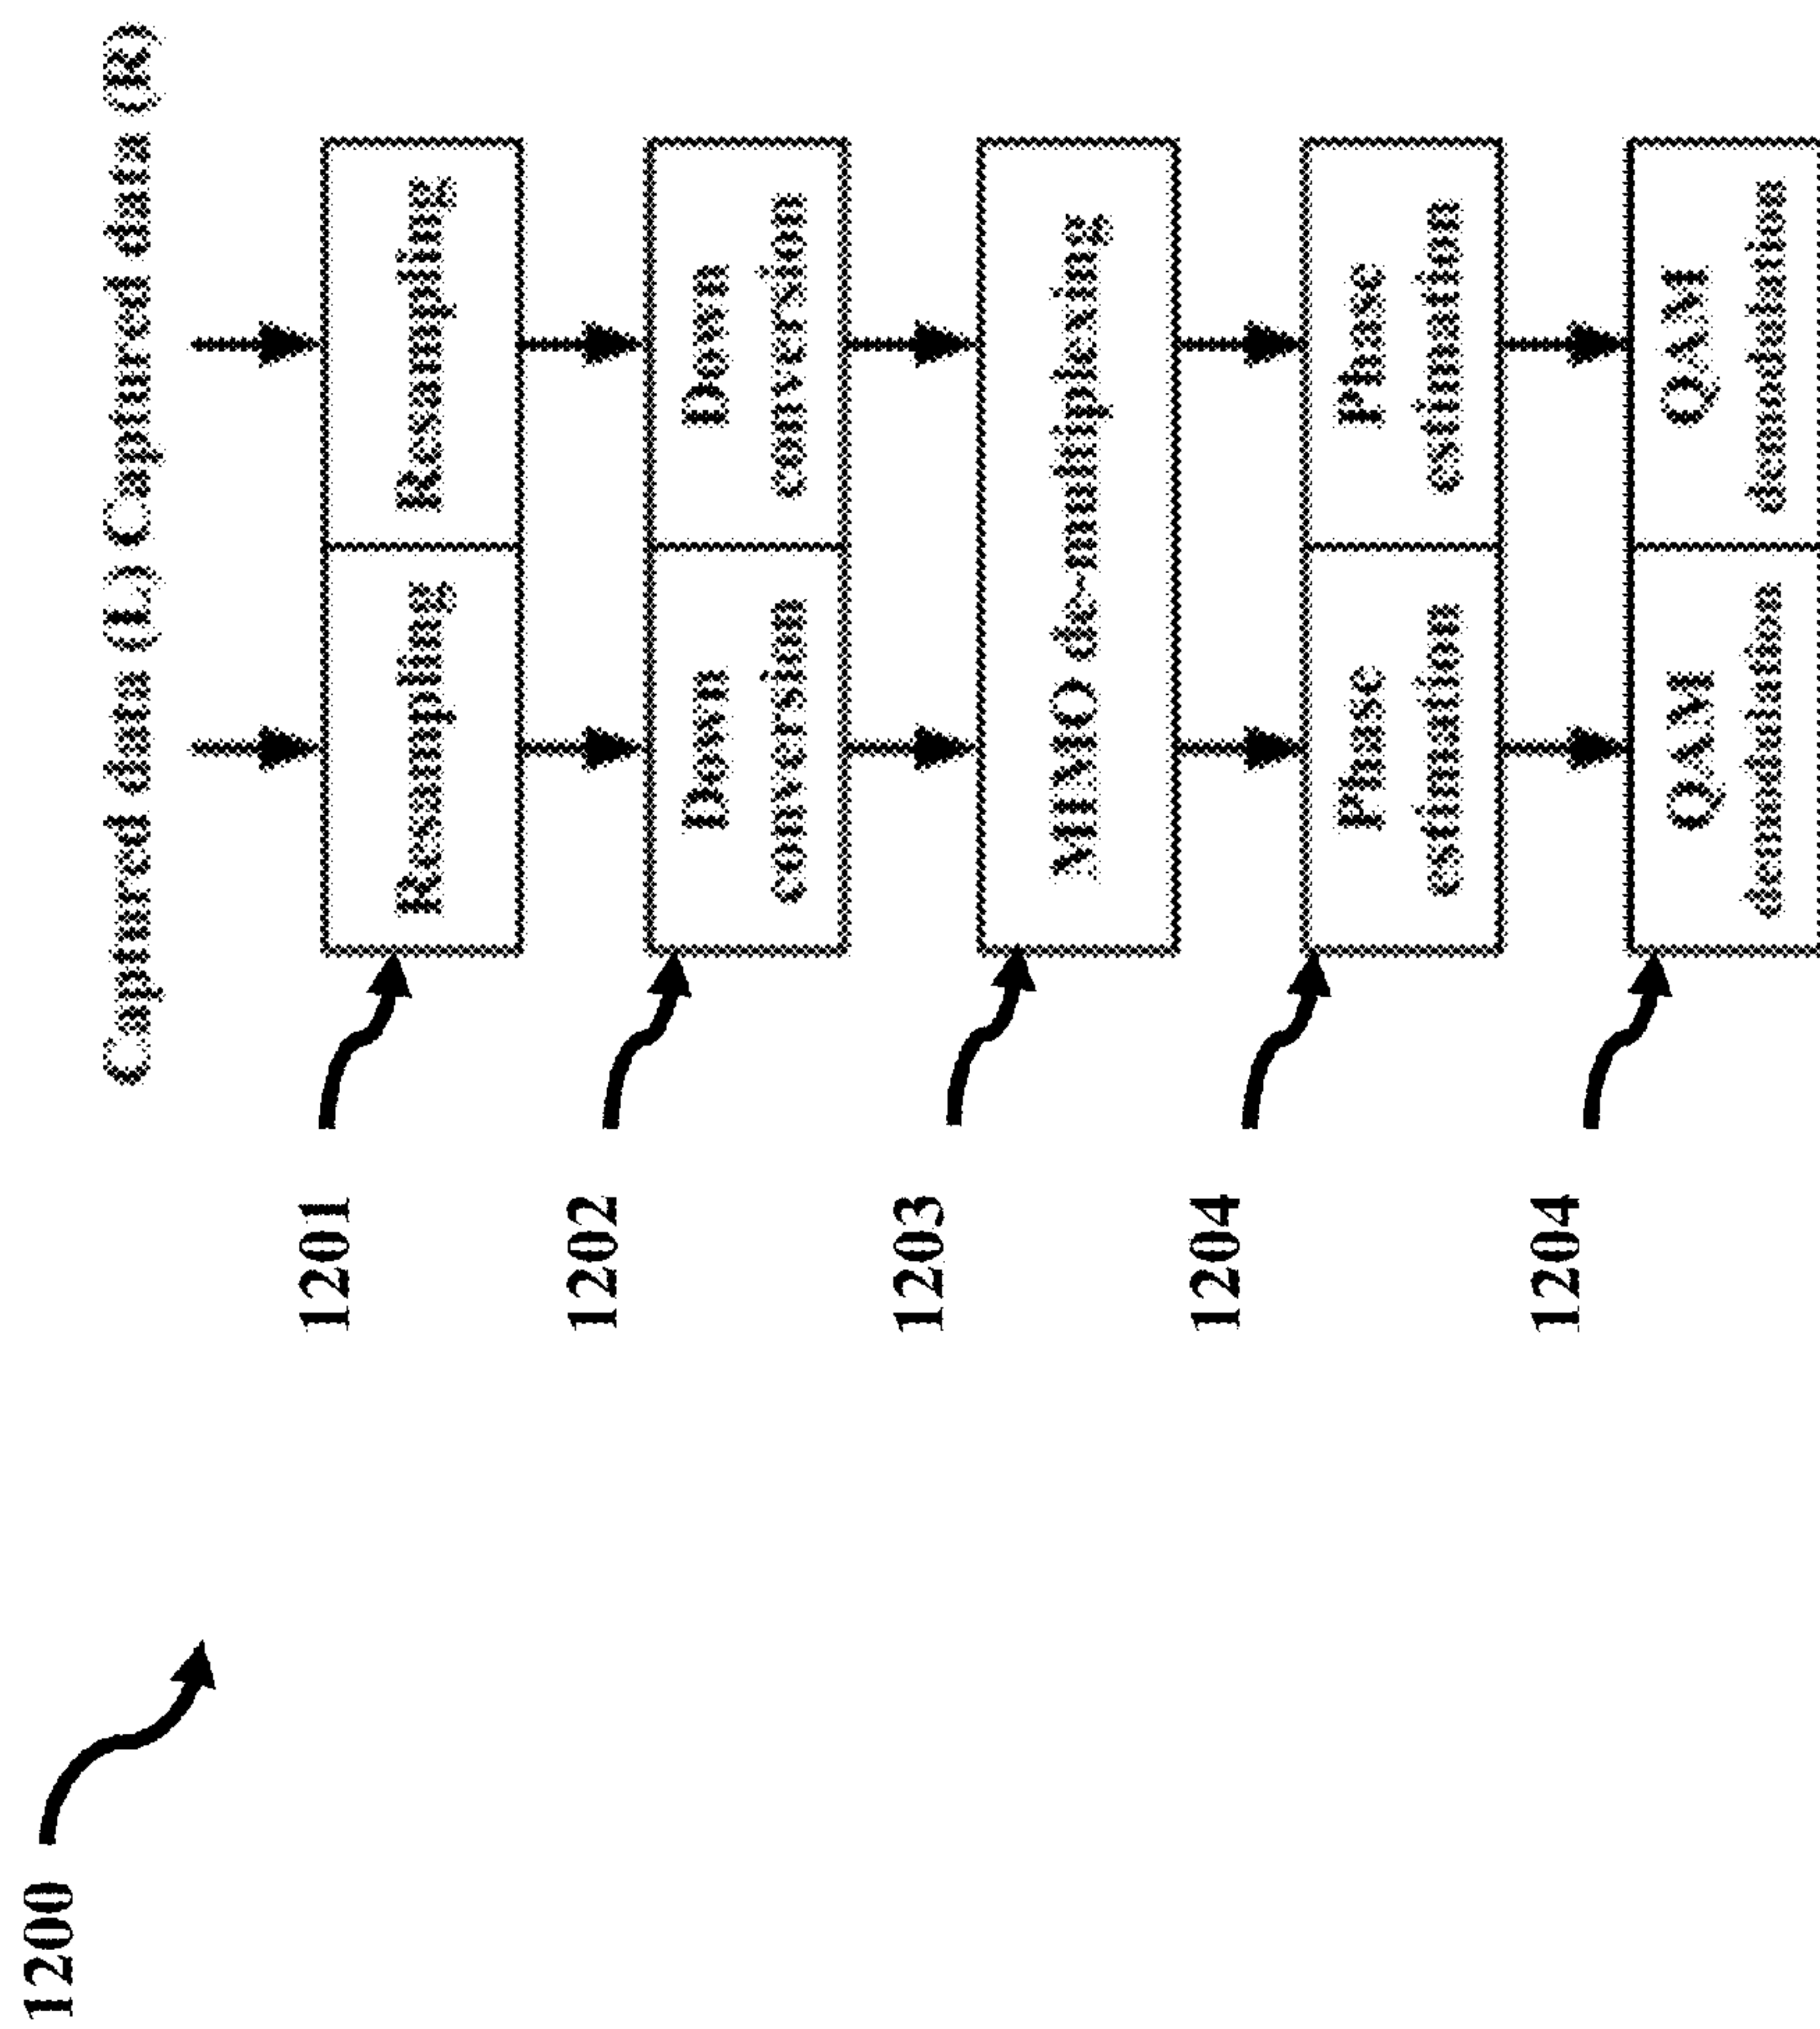 1200
Captured data (L) Captured data (R)
1201
Resampling Resampling
1202
Down Down
conversion conversion
1203
MIMO de-multiplexing
1204
Phase Phase
estimation estimation
1204
QAM QAM
demodulation demodulation